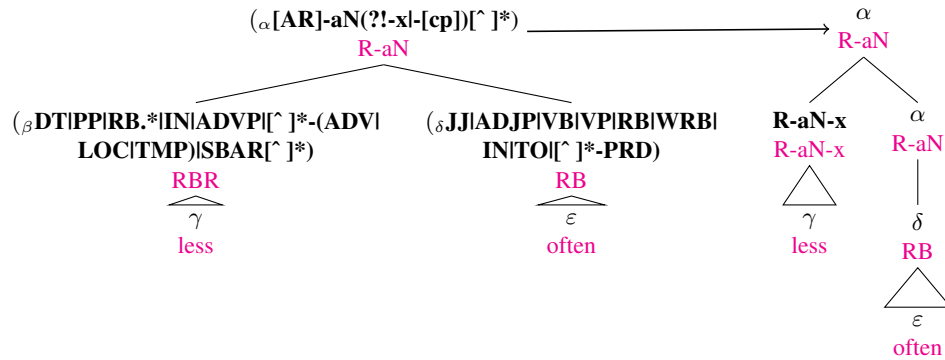 (α[AR]-aN(?!-x|-[cp])[^ ]*)
R-aN
α
R-aN
(βDT|PP|RB.*|IN|ADVP|[^ ]*-(ADV|
LOC|TMP)|SBAR[^ ]*)
RBR
γ
less
(δJJ|ADJP|VB|VP|RB|WRB|
IN|TO|[^ ]*-PRD)
RB
ε
often
R-aN-x
R-aN-x
γ
less
α
R-aN
δ
RB
ε
often